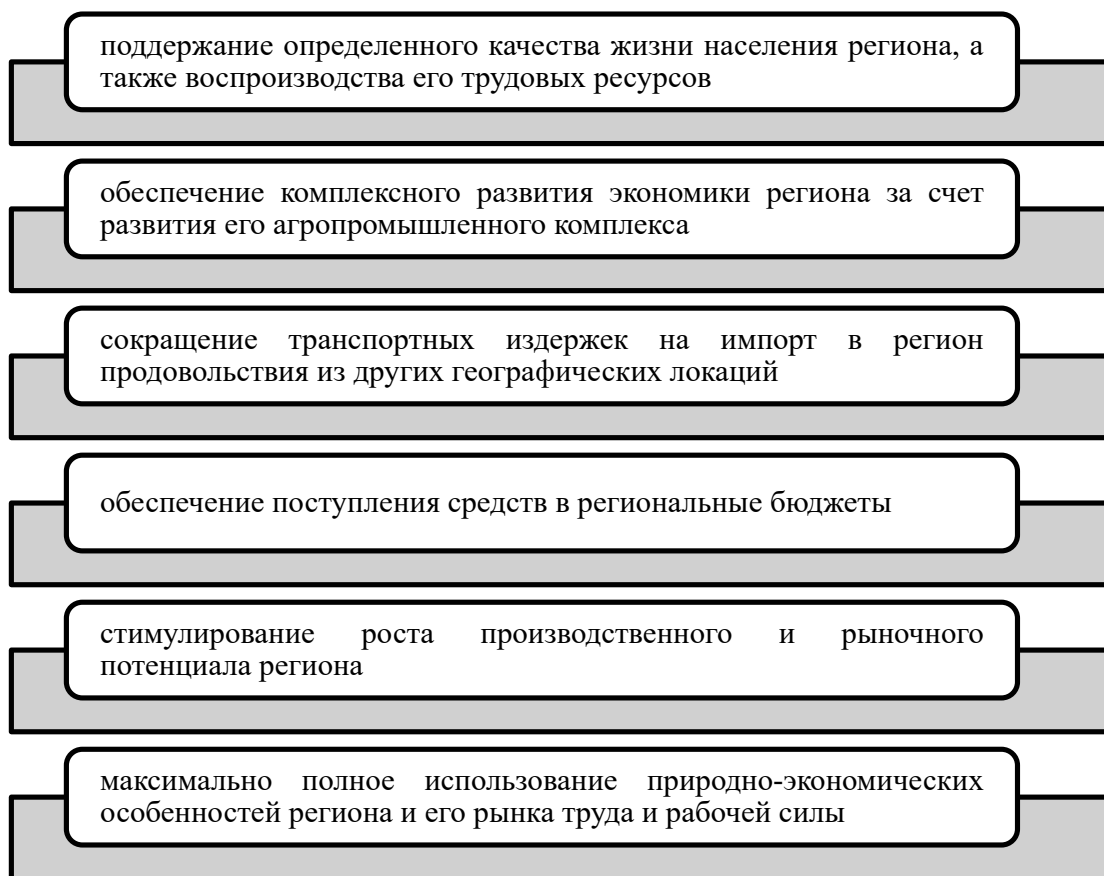 поддержание определенного качества жизни населения региона, а
также воспроизводства его трудовых ресурсов
обеспечение комплексного развития экономики региона за счет
развития его агропромышленного комплекса
сокращение транспортных издержек на импорт в регион
продовольствия из других географических локаций
обеспечение поступления средств в региональные бюджеты
стимулирование роста производственного и рыночного
потенциала региона
максимально полное использование природно-экономических
особенностей региона и его рынка труда и рабочей силы